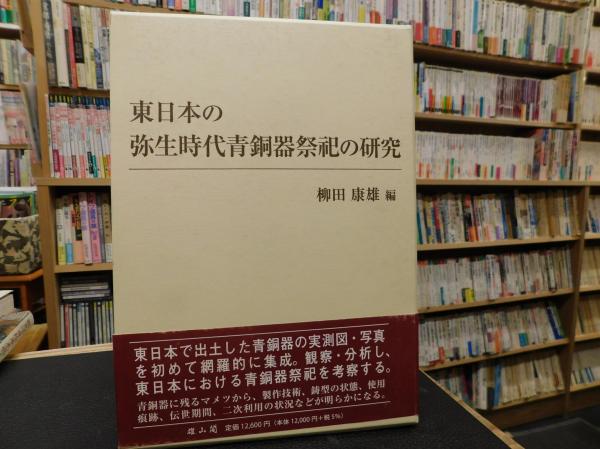 東日本の
弥生時代青銅器祭祀の研究
柳田 康雄 編
東日本で出土した青銅器の実測図・写真
を初めて網羅的に集成。観察・分析し、
東日本における青銅器祭祀を考察する。
青銅器に残るマメツから、製作技術、鋳型の状態、使用
痕跡、伝世期間、二次利用の状況などが明らかになる。
雄山閣 定価 12,600円（本体 12,000円＋税 5%）